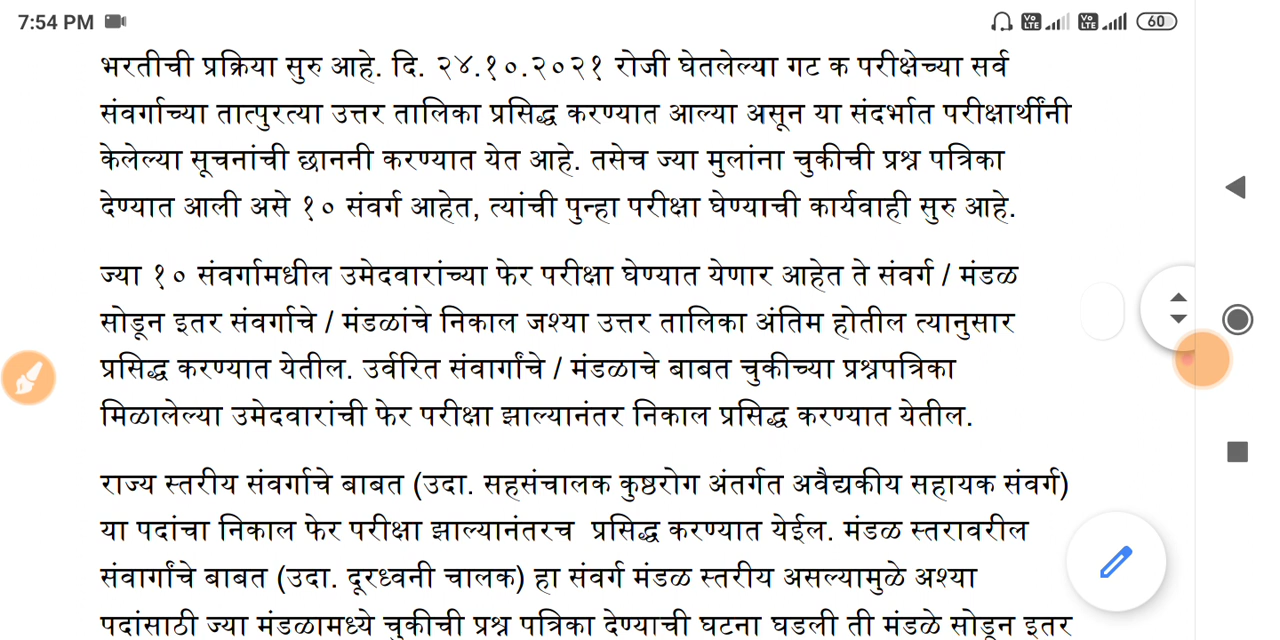 7:54 PM
Vo LTE Vo LTE 60
भरतीची प्रक्रिया सुरु आहे. दि. २४.१०.२०२१ रोजी घेतलेल्या गट क परीक्षेच्या सर्व
संवर्गाच्या तात्पुरत्या उत्तर तालिका प्रसिद्ध करण्यात आल्या असून या संदर्भात परीक्षार्थींनी
केलेल्या सूचनांची छाननी करण्यात येत आहे. तसेच ज्या मुलांना चुकीची प्रश्न पत्रिका
देण्यात आली असे १० संवर्ग आहेत, त्यांची पुन्हा परीक्षा घेण्याची कार्यवाही सुरु आहे.
ज्या १० संवर्गामधील उमेदवारांच्या फेर परीक्षा घेण्यात येणार आहेत ते संवर्ग / मंडळ
सोडून इतर संवर्गाचे / मंडळांचे निकाल जश्या उत्तर तालिका अंतिम होतील त्यानुसार
प्रसिद्ध करण्यात येतील. उर्वरित संवार्गांचे / मंडळाचे बाबत चुकीच्या प्रश्नपत्रिका
मिळालेल्या उमेदवारांची फेर परीक्षा झाल्यानंतर निकाल प्रसिद्ध करण्यात येतील.
राज्य स्तरीय संवर्गाचे बाबत (उदा. सहसंचालक कुष्ठरोग अंतर्गत अवैद्यकीय सहायक संवर्ग)
या पदांचा निकाल फेर परीक्षा झाल्यानंतरच प्रसिद्ध करण्यात येईल. मंडळ स्तरावरील
संवार्गांचे बाबत (उदा. दूरध्वनी चालक) हा संवर्ग मंडळ स्तरीय असल्यामुळे अश्या
पदांसाठी ज्या मंडळामध्ये चुकीची प्रश्न पत्रिका देण्याची घटना घडली ती मंडळे सोडून इतर